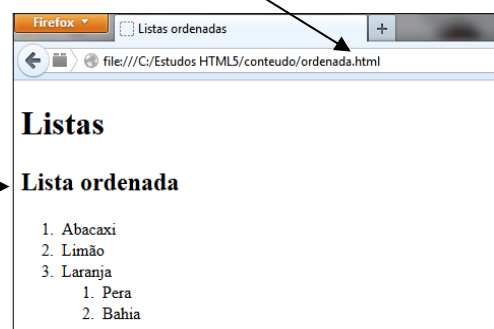 Firefox
Listas ordenadas
file:///C:/Estudos HTML5/conteudo/ordenada.html
Listas
Lista ordenada
1. Abacaxi
2. Limão
3. Laranja
1. Pera
2. Bahia